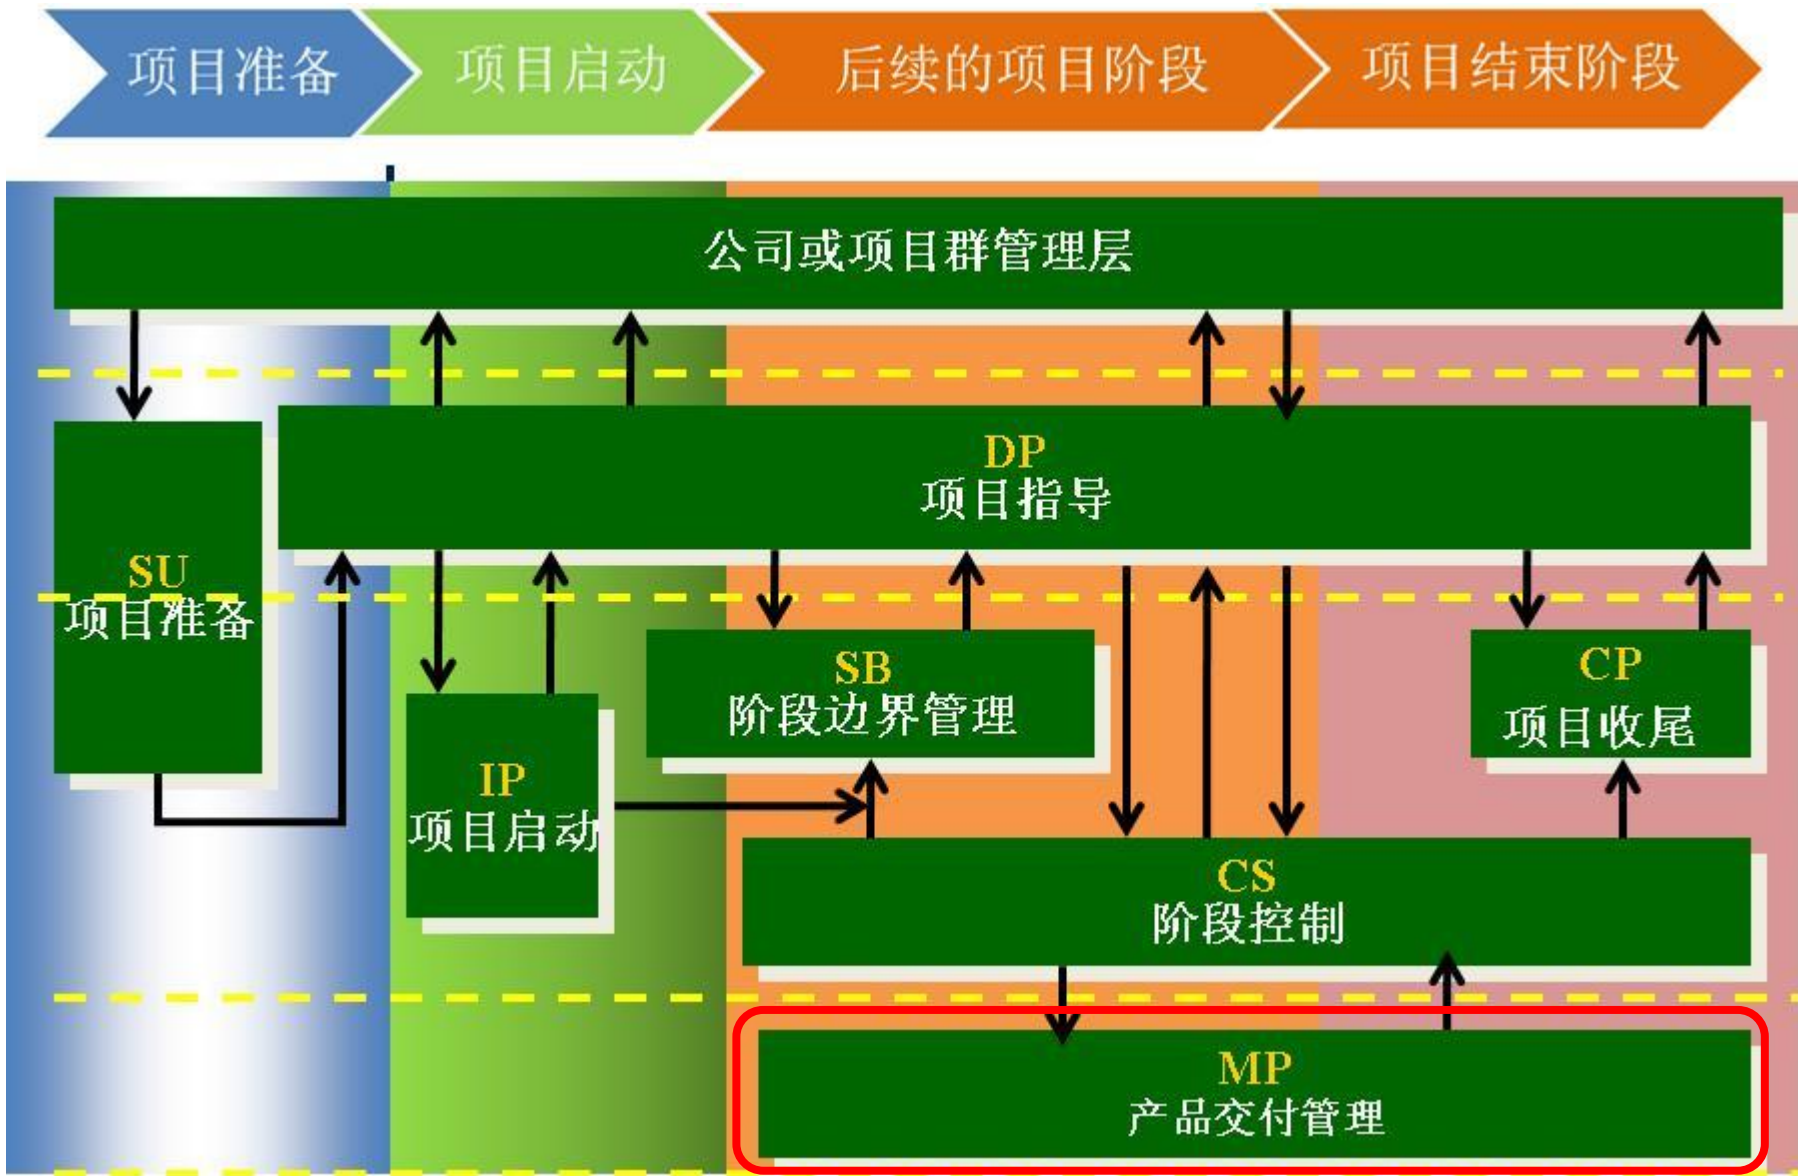 项目准备
项目启动
后续的项目阶段
项目结束阶段
公司或项目群管理层
DP
项目指导
SU
项目准备
SB
阶段边界管理
CP
项目收尾
IP
项目启动
CS
阶段控制
MP
产品交付管理